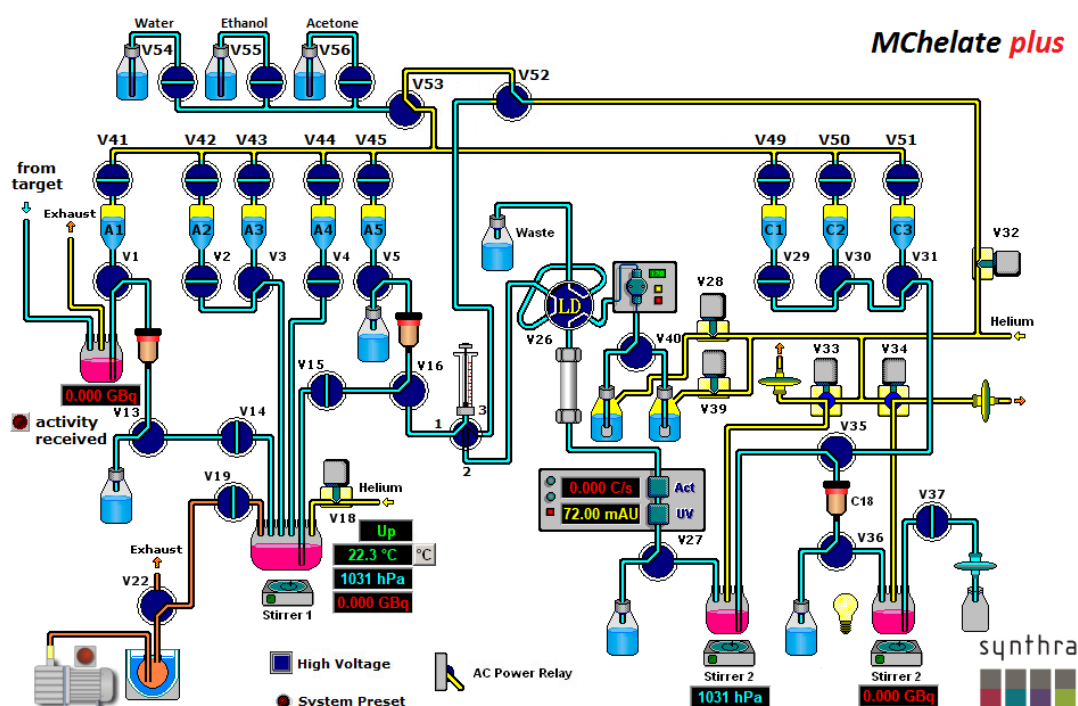 Water Ethanol Acetone
MChelate plus
V54 V55 V56
V53 V52
V41 V42 V43 V44 V45 V49 V50 V51
from
target
Exhaust
A1 A2 A3 A4 A5 Waste C1 C2 C3
V32
V1 V2 V3 V4 V5 V29 V30 V31
LD
V28
Helium
V26 V40 V33 V34
V15 V16
0.000 GBq
V39
activity
received
V13 V14
1 3
2
V35
V19
Helium
V18
0.000 C/s Act
72.00 mAU UV
C18 V37
Up
22.3 °C °C
1031 hPa
0.000 GBq
Exhaust
V22
V27 V36
Stirrer 1
High Voltage
AC Power Relay
System Preset
Stirrer 2 Stirrer 2
1031 hPa 0.000 GBq
synthra